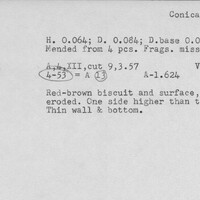 Conica
H. 0.064; D. 0.084; D.base 0.0
Mended from 4 pcs. Frags. miss
A,4,XII,cut 9,3.57 V
4-53 = A 13 A-1.624
Red-brown biscuit and surface,
eroded. One side higher than t
Thin wall & bottom.